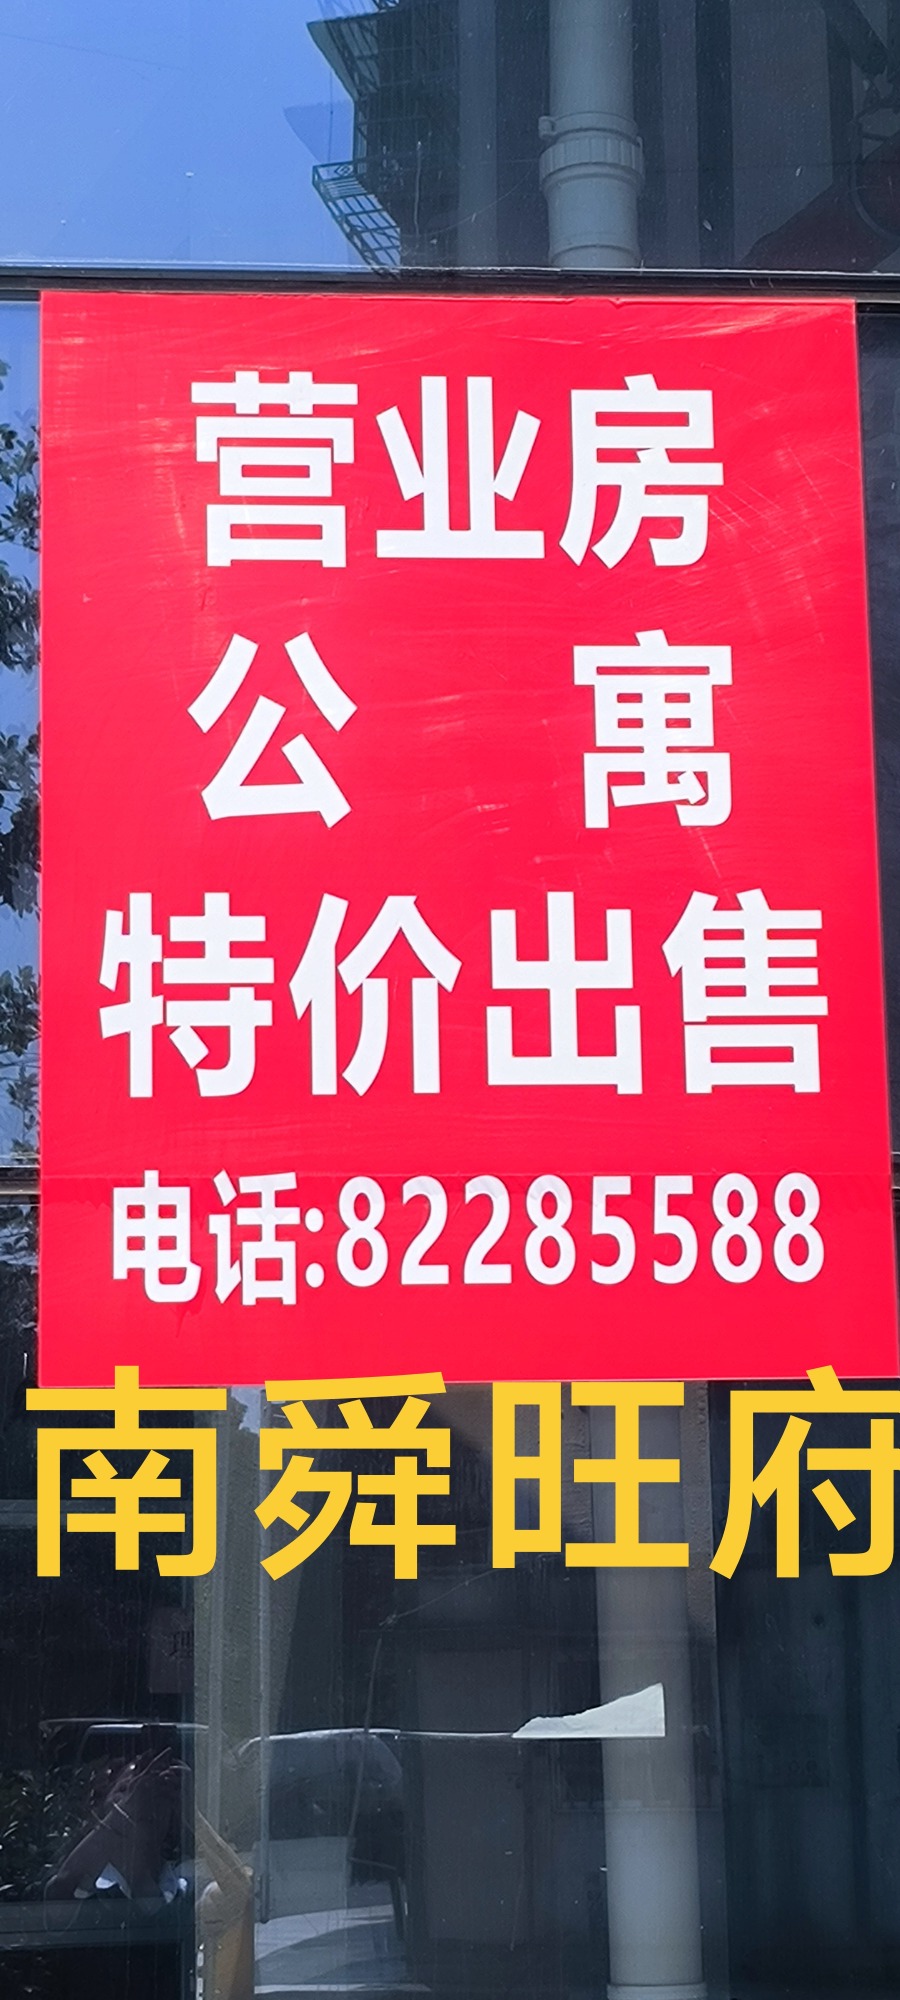 营业房
公 寓
特价出售
电话:82285588
南舜旺府